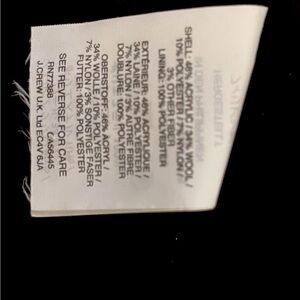 SHELL: 46% ACRYLIC / 34% WOOL /
10% POLYESTER / 7% NYLON /
3% OTHER FIBER
LINING: 100% POLYESTER
EXTÉRIEUR: 46% ACRYLIQUE /
34% LAINE / 10% POLYESTER /
7% NYLON / 3% AUTRE FIBRE
DOUBLURE: 100% POLYESTER
OBERSTOFF: 46% ACRYL /
34% WOLLE / 10% POLYESTER /
7% NYLON / 3% SONSTIGE FASER
FUTTER: 100% POLYESTER
SEE REVERSE FOR CARE
RN77388 CA56445
J.CREW U.K. Ltd EC4V 6JA